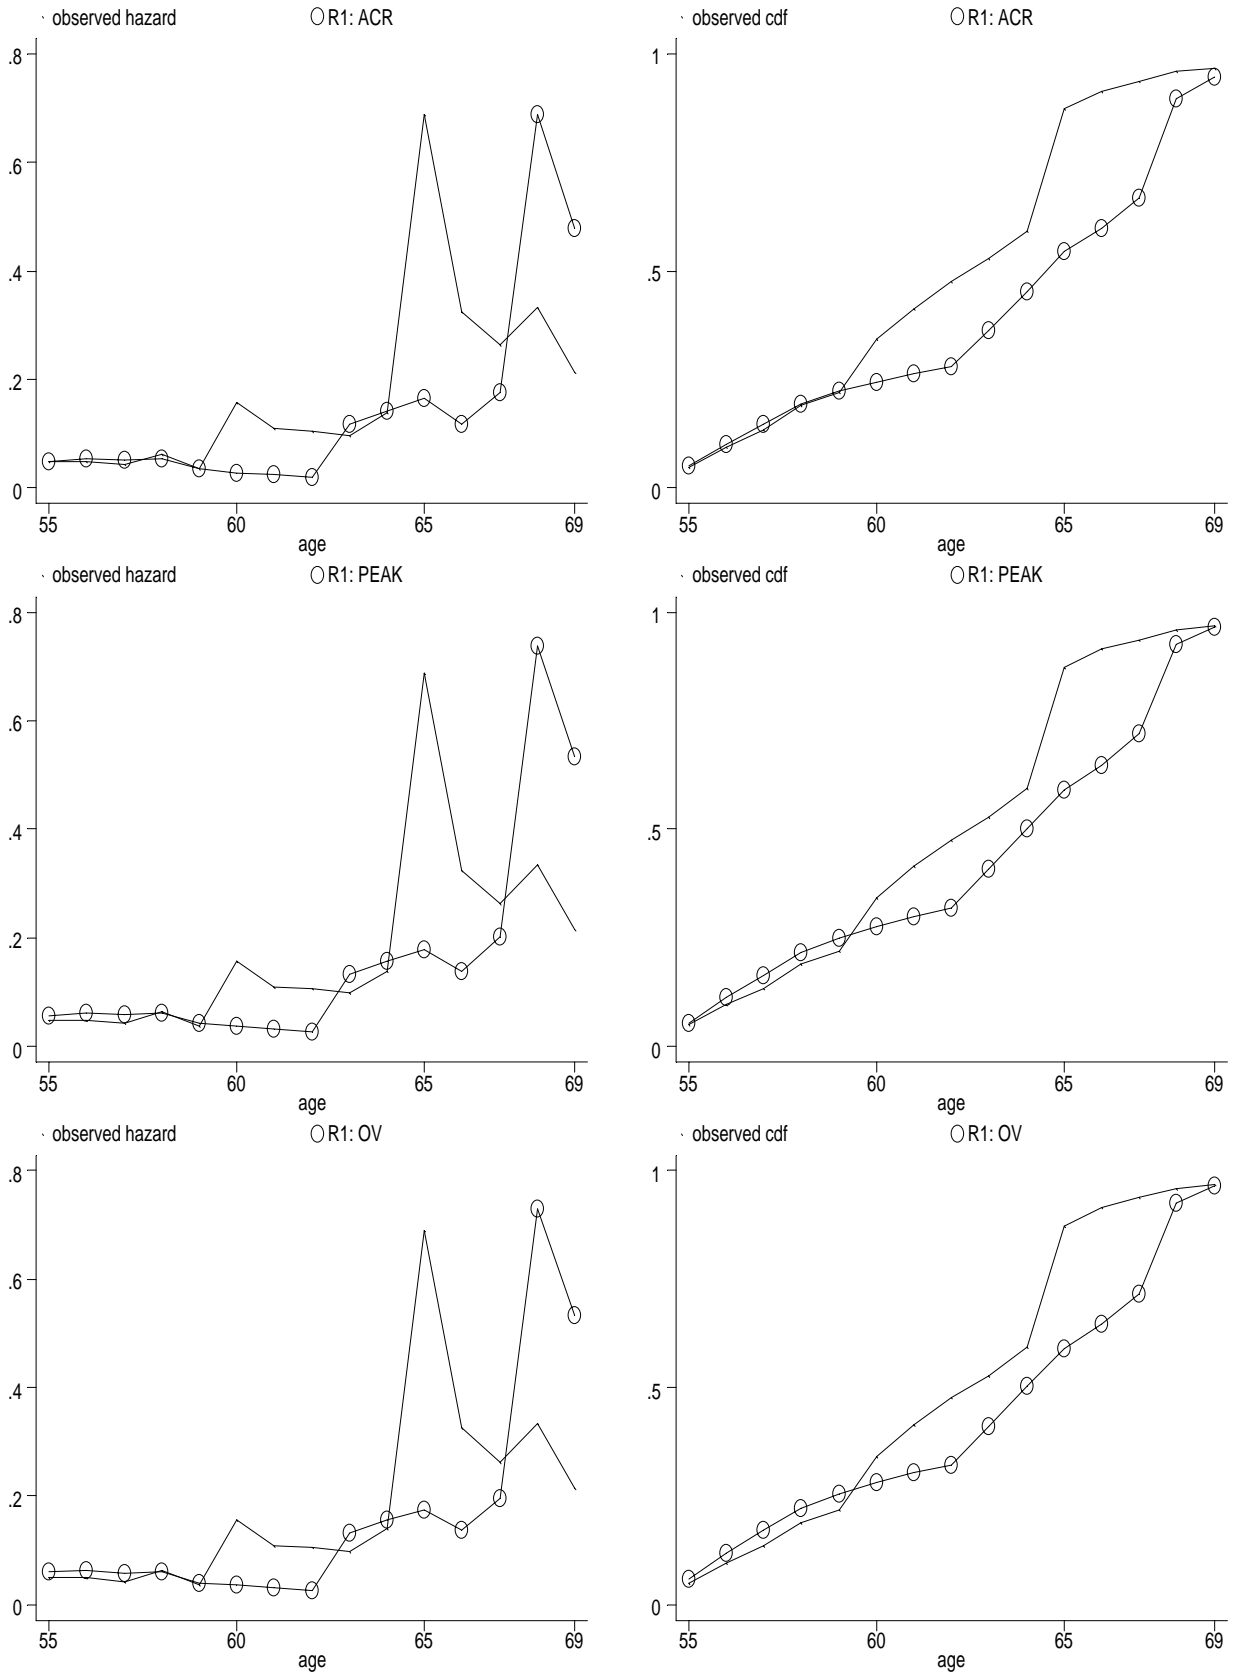 observed hazard R1: ACR
.8
.6
.4
.2
0
55 60 65 69
age
observed cdf R1: ACR
1
.5
0
55 60 65 69
age
observed hazard R1: PEAK
.8
.6
.4
.2
0
55 60 65 69
age
observed cdf R1: PEAK
1
.5
0
55 60 65 69
age
observed hazard R1: OV
.8
.6
.4
.2
0
55 60 65 69
age
observed cdf R1: OV
1
.5
0
55 60 65 69
age